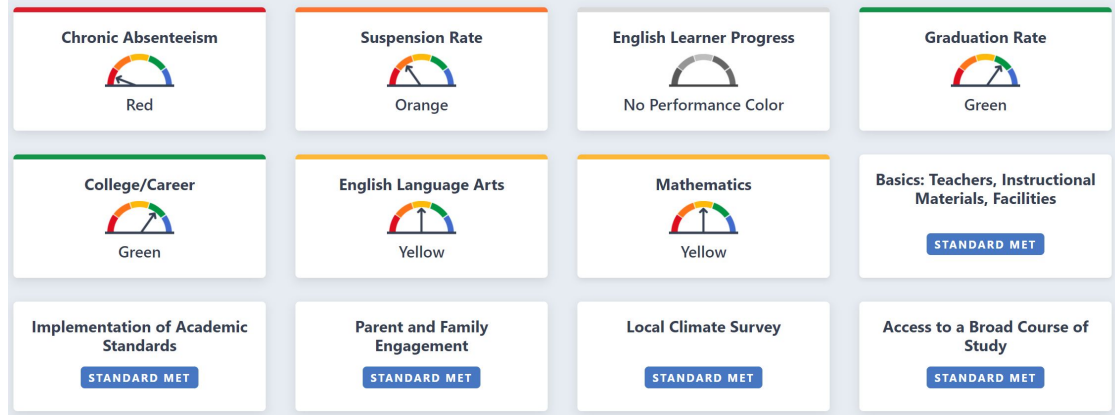 Chronic Absenteeism
Red
Suspension Rate
Orange
English Learner Progress
No Performance Color
Graduation Rate
Green
College/Career
Green
English Language Arts
Yellow
Mathematics
Yellow
Basics: Teachers, Instructional
Materials, Facilities
STANDARD MET
Implementation of Academic
Standards
STANDARD MET
Parent and Family
Engagement
STANDARD MET
Local Climate Survey
STANDARD MET
Access to a Broad Course of
Study
STANDARD MET